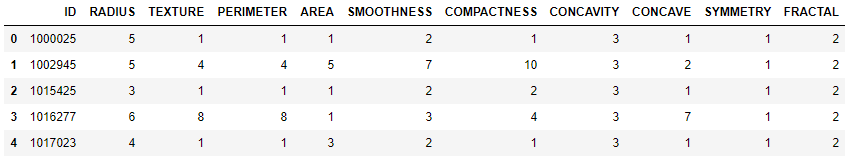 ID RADIUS TEXTURE PERIMETER AREA SMOOTHNESS COMPACTNESS CONCAVITY CONCAVE SYMMETRY FRACTAL
0 1000025 5 1 1 1 2 1 3 1 1 2
1 1002945 5 4 4 5 7 10 3 2 1 2
2 1015425 3 1 1 1 2 2 3 1 1 2
3 1016277 6 8 8 1 3 4 3 7 1 2
4 1017023 4 1 1 3 2 1 3 1 1 2